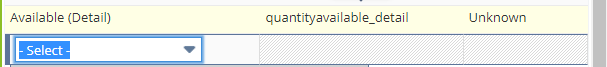 Available (Detail) quantityavailable_detail Unknown
- Select -